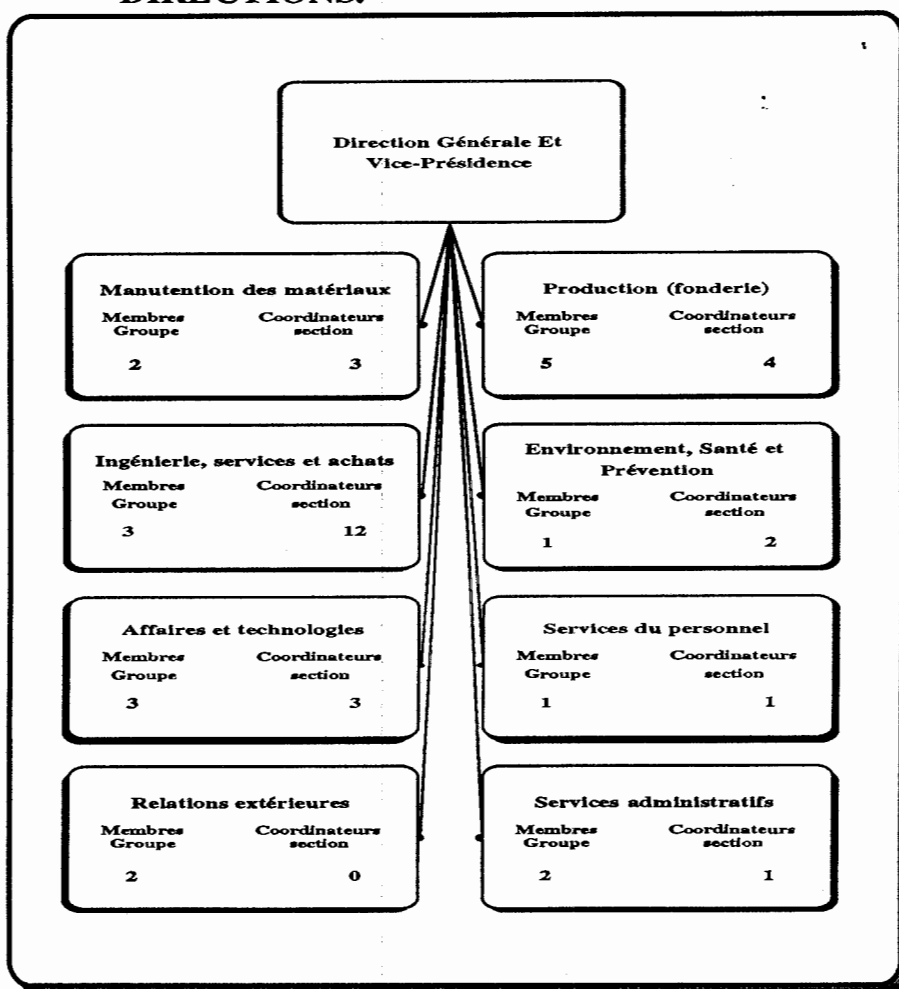 DIRECTIONS.
Direction Générale Et
Vice-Présidence
Manutention des matériaux
Membres Coordinateurs
Groupe section
2 3
Production (fonderie)
Membres Coordinateurs
Groupe section
5 4
Ingénierie, services et achats
Membres Coordinateurs
Groupe section
3 12
Environnement, Santé et
Prévention
Membres Coordinateurs
Groupe section
1 2
Affaires et technologies
Membres Coordinateurs
Groupe section
3 3
Services du personnel
Membres Coordinateurs
Groupe section
1 1
Relations extérieures
Membres Coordinateurs
Groupe section
2 0
Services administratifs
Membres Coordinateurs
Groupe section
2 1